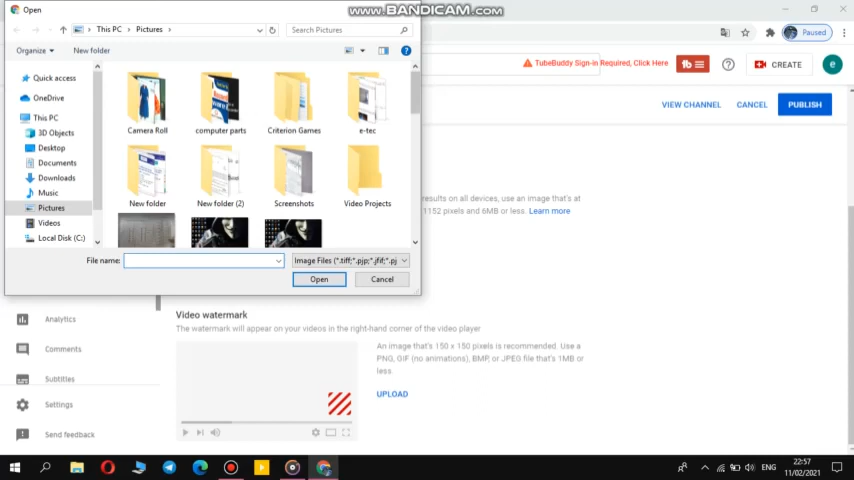 www.BANDICAM.com
Open
This PC
Pictures
Search Pictures
Organize
New folder
Quick access
OneDrive
This PC
3D Objects
Desktop
Documents
Downloads
Music
Pictures
Videos
Local Disk (C:)
Camera Roll
computer parts
Criterion Games
e-tec
New folder
New folder (2)
Screenshots
Video Projects
File name:
Image Files (*.tiff;*.pjp;*.jfif;*.pj
Open
Cancel
Paused
TubeBuddy Sign-in Required, Click Here
tb
CREATE
e
VIEW CHANNEL
CANCEL
PUBLISH
results on all devices, use an image that's at
1152 pixels and 6MB or less. Learn more
Analytics
Comments
Subtitles
Settings
Send feedback
Video watermark
The watermark will appear on your videos in the right-hand corner of the video player
An image that's 150 x 150 pixels is recommended. Use a
PNG, GIF (no animations), BMP, or JPEG file that's 1MB or
less.
UPLOAD
ENG
22:57
11/02/2021